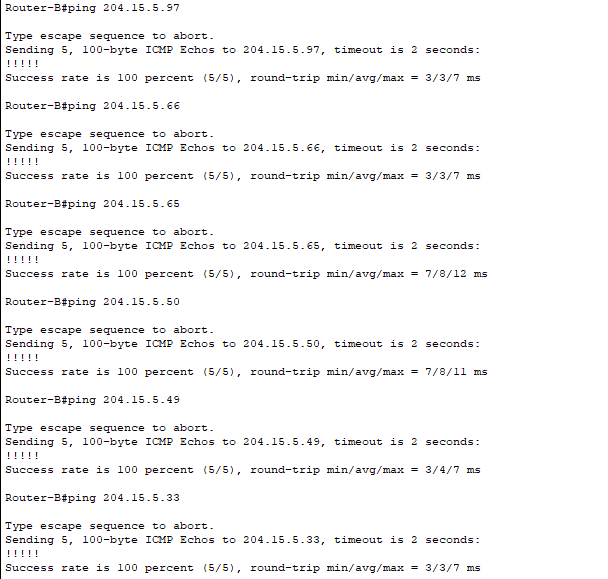 Router-B#ping 204.15.5.97
Type escape sequence to abort.
Sending 5, 100-byte ICMP Echos to 204.15.5.97, timeout is 2 seconds:
!!!!!
Success rate is 100 percent (5/5), round-trip min/avg/max = 3/3/7 ms
Router-B#ping 204.15.5.66
Type escape sequence to abort.
Sending 5, 100-byte ICMP Echos to 204.15.5.66, timeout is 2 seconds:
!!!!!
Success rate is 100 percent (5/5), round-trip min/avg/max = 3/3/7 ms
Router-B#ping 204.15.5.65
Type escape sequence to abort.
Sending 5, 100-byte ICMP Echos to 204.15.5.65, timeout is 2 seconds:
!!!!!
Success rate is 100 percent (5/5), round-trip min/avg/max = 7/8/12 ms
Router-B#ping 204.15.5.50
Type escape sequence to abort.
Sending 5, 100-byte ICMP Echos to 204.15.5.50, timeout is 2 seconds:
!!!!!
Success rate is 100 percent (5/5), round-trip min/avg/max = 7/8/11 ms
Router-B#ping 204.15.5.49
Type escape sequence to abort.
Sending 5, 100-byte ICMP Echos to 204.15.5.49, timeout is 2 seconds:
!!!!!
Success rate is 100 percent (5/5), round-trip min/avg/max = 3/4/7 ms
Router-B#ping 204.15.5.33
Type escape sequence to abort.
Sending 5, 100-byte ICMP Echos to 204.15.5.33, timeout is 2 seconds:
!!!!!
Success rate is 100 percent (5/5), round-trip min/avg/max = 3/3/7 ms